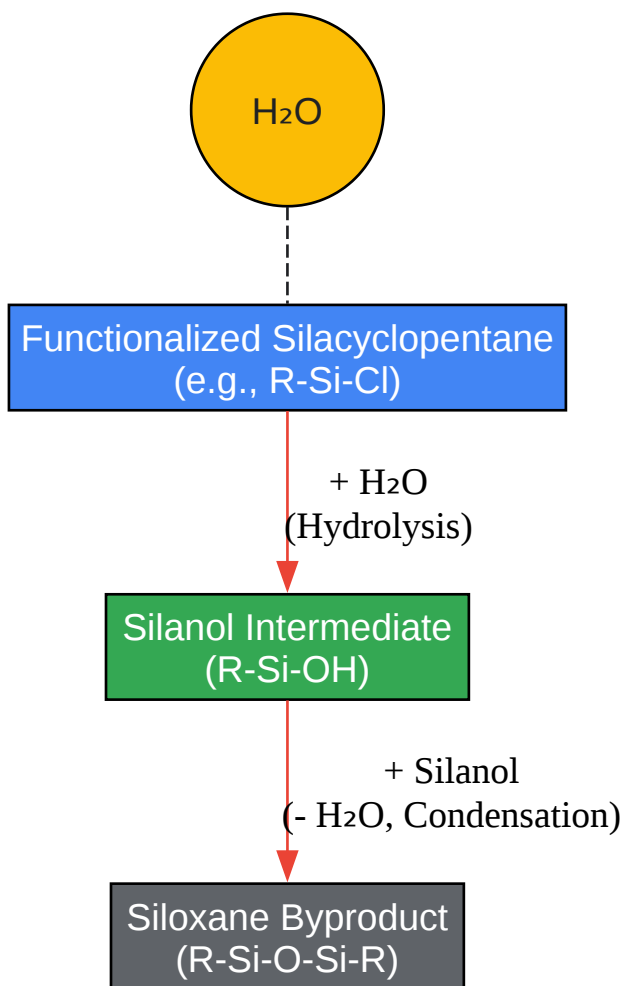 H₂O
Functionalized Silacyclopentane
(e.g., R-Si-Cl)
+ H₂O
(Hydrolysis)
Silanol Intermediate
(R-Si-OH)
+ Silanol
(- H₂O, Condensation)
Siloxane Byproduct
(R-Si-O-Si-R)